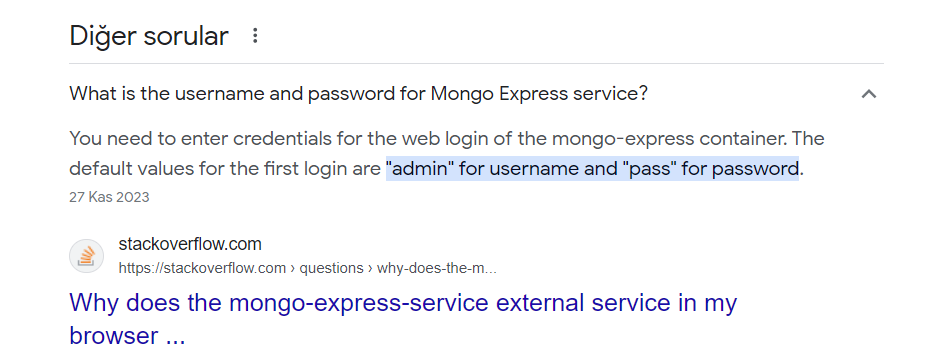 Diğer sorular
What is the username and password for Mongo Express service?
You need to enter credentials for the web login of the mongo-express container. The
default values for the first login are "admin" for username and "pass" for password.
27 Kas 2023
stackoverflow.com
https://stackoverflow.com › questions › why-does-the-m...
Why does the mongo-express-service external service in my
browser ...